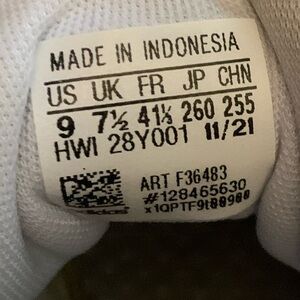 MADE IN INDONESIA
US UK FR JP CHN
9 7½ 41⅓ 260 255
HWI 28Y001 11/21
ART F36483
#128465630
adidas